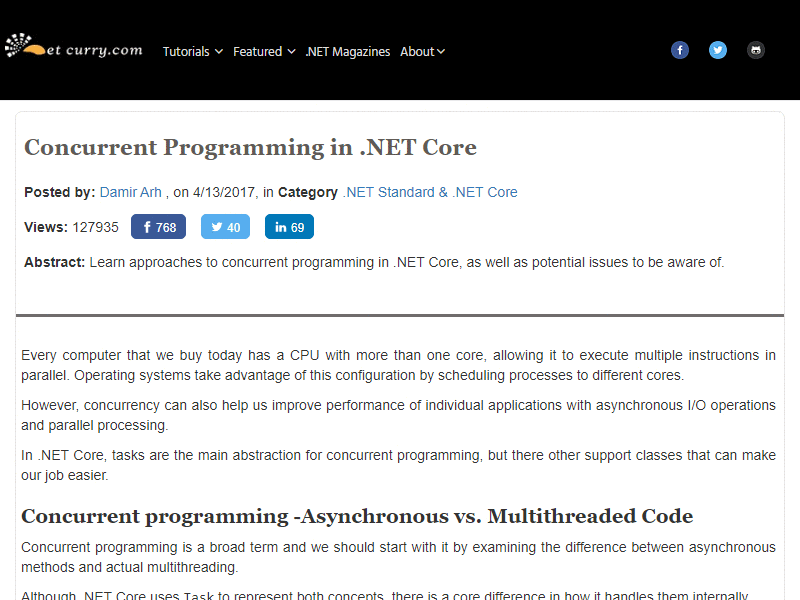 et curry.com Tutorials Featured .NET Magazines About
Concurrent Programming in .NET Core
Posted by: Damir Arh , on 4/13/2017, in Category .NET Standard & .NET Core
Views: 127935 768 40 in 69
Abstract: Learn approaches to concurrent programming in .NET Core, as well as potential issues to be aware of.
Every computer that we buy today has a CPU with more than one core, allowing it to execute multiple instructions in
parallel. Operating systems take advantage of this configuration by scheduling processes to different cores.
However, concurrency can also help us improve performance of individual applications with asynchronous I/O operations
and parallel processing.
In .NET Core, tasks are the main abstraction for concurrent programming, but there other support classes that can make
our job easier.
Concurrent programming -Asynchronous vs. Multithreaded Code
Concurrent programming is a broad term and we should start with it by examining the difference between asynchronous
methods and actual multithreading.
Although .NET Core uses Task to represent both concepts, there is a core difference in how it handles them internally.